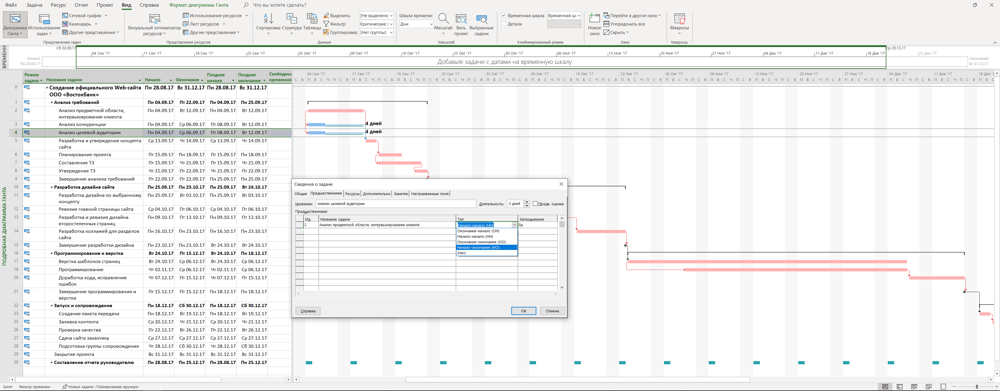 Файл Задача Ресурс Отчет Проект Вид Справка Формат диаграммы Ганта Что вы хотите сделать?
Диаграмма Ганта
Использование задач
Сетевой график
Календарь
Другие представления
Представления задач
Визуальный оптимизатор ресурсов
Использование ресурсов
Лист ресурсов
Другие представления
Представления ресурсов
Сортировка Структура Таблицы
Выделить: [Не выделено
Фильтр: Критические з
Группировка: [Нет группы]
Данные
Шкала времени:
Дни
Масштаб
Весь проект
Выбранные задачи
Масштаб
Временная шкала Временная ш
Детали
Комбинированный режим
Новое окно
Перейти в другое окно
Упорядочить все
Скрыть
Окно
Макросы
Макросы
ВРЕМЕНН
Сб 02.09.17
Ср 20.12.17
04 Сен '17 11 Сен '17 18 Сен '17 25 Сен '17 02 Окт '17 09 Окт '17 16 Окт '17 23 Окт '17 30 Окт '17 06 Ноя '17 13 Ноя '17 20 Ноя '17 27 Ноя '17 04 Дек '17 11 Дек '17 18 Дек '17 25 Дек '17
Начало
Пн 28.08.17
Добавьте задачи с датами на временную шкалу
Окончание
Вс 31.12.17
ПОДРОБНАЯ ДИАГРАММА ГАНТА
Режим задачи Название задачи Начало Окончание Позднее начало Позднее окончание Свободны временной
04 Сен '17 11 Сен '17 18 Сен '17 25 Сен '17 02 Окт '17 09 Окт '17 16 Окт '17 23 Окт '17 30 Окт '17 06 Ноя '17 13 Ноя '17 20 Ноя '17 27 Ноя '17 04 Дек '17 11 Дек '17 18 Дек '1
0 Создание официального Web-сайта Пн 28.08.17 Вс 31.12.17 Пн 28.08.17 Вс 31.12.17
ООО «Востокбанк»
1 Анализ требований Пн 04.09.17 Пт 22.09.17 Пн 04.09.17 Пн 25.09.17
2 Анализ предметной области, Пн 04.09.17 Вт 12.09.17 Пн 04.09.17 Вт 12.09.17
интервьюирование клиента
3 Анализ конкуренции Пн 04.09.17 Ср 06.09.17 Пт 08.09.17 Вт 12.09.17 4 дней
4 Анализ целевой аудитории Пн 04.09.17 Ср 06.09.17 Пт 08.09.17 Вт 12.09.17 4 дней
5 Разработка и утверждение концепта Ср 13.09.17 Чт 14.09.17 Ср 13.09.17 Чт 14.09.17
сайта
6 Планирование проекта Пт 15.09.17 Пн 18.09.17 Пт 15.09.17 Пн 18.09.17
7 Составление ТЗ Пт 15.09.17 Чт 21.09.17 Пт 15.09.17 Чт 21.09.17
8 Утверждение ТЗ Чт 21.09.17 Пт 22.09.17 Чт 21.09.17 Пт 22.09.17
9 Завершение анализа требований Пт 22.09.17 Пт 22.09.17 Пн 25.09.17 Пн 25.09.17
10 Разработка дизайна сайта Пн 25.09.17 Пн 23.10.17 Пн 25.09.17 Вт 24.10.17
11 Разработка дизайна по выбранному Пн 25.09.17 Вт 03.10.17 Пн 25.09.17 Вт 03.10.17
концепту
12 Ревизия главной страницы сайта Ср 04.10.17 Пт 06.10.17 Ср 04.10.17 Пт 06.10.17
13 Разработка и ревизия дизайна Пн 09.10.17 Пт 13.10.17 Пн 09.10.17 Пт 13.10.17
второстепенных страниц
14 Разработка коллажей для разделов Пн 16.10.17 Пн 23.10.17 Пн 16.10.17 Пн 23.10.17
сайта
15 Завершение разработки дизайна Пн 23.10.17 Пн 23.10.17 Вт 24.10.17 Вт 24.10.17
16 Программирование и верстка Вт 24.10.17 Пт 15.12.17 Вт 24.10.17 Пн 18.12.17
17 Верстка шаблонов страниц Вт 24.10.17 Ср 06.12.17 Вт 24.10.17 Ср 06.12.17
18 Программирование Чт 02.11.17 Ср 06.12.17 Чт 02.11.17 Ср 06.12.17
20 Доработка кода, исправление Чт 07.12.17 Пт 15.12.17 Чт 07.12.17 Пт 15.12.17
ошибок
21 Завершение программирования и Пт 15.12.17 Пт 15.12.17 Пн 18.12.17 Пн 18.12.17
верстки
22 Запуск и сопровождение Пн 18.12.17 Сб 30.12.17 Пн 18.12.17 Сб 30.12.17
23 Создание пакета передачи Пн 18.12.17 Вт 19.12.17 Пн 18.12.17 Вт 19.12.17
25 Заливка контента Ср 20.12.17 Чт 21.12.17 Ср 20.12.17 Чт 21.12.17
26 Проверка качества Пт 22.12.17 Вт 26.12.17 Пт 22.12.17 Вт 26.12.17
27 Сдача сайта заказчику Ср 27.12.17 Ср 27.12.17 Ср 27.12.17 Ср 27.12.17
28 Подготовка группы сопровождения Чт 28.12.17 Сб 30.12.17 Чт 28.12.17 Сб 30.12.17
29 Закрытие проекта Вс 31.12.17 Вс 31.12.17 Вс 31.12.17 Вс 31.12.17
30 Составление отчета руководителю Пн 28.08.17 Пн 25.12.17 Пн 28.08.17 Пн 25.12.17
Сведения о задаче
Общие Предшественники Ресурсы Дополнительно Заметки Настраиваемые поля
Название: Анализ целевой аудитории Длительность: 3 дней Предв. оценка
Предшественники:
Ид. Название задачи Тип Запаздывание
2 Анализ предметной области, интервьюирование клиента Начало-начало (НН) 0д
Окончание-начало (ОН)
Начало-начало (НН)
Окончание-окончание (ОО)
Начало-окончание (НО)
(Нет)
Справка ОК Отмена
Занят Фильтр применен Новые задачи : Планирование вручную